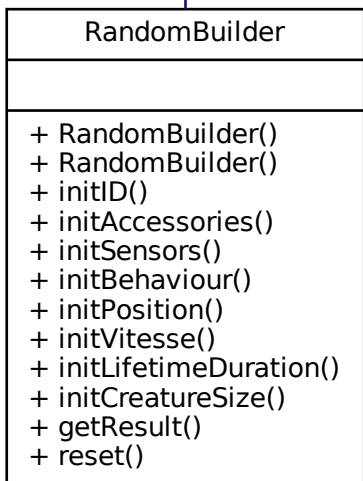 RandomBuilder
+ RandomBuilder()
+ RandomBuilder()
+ initID()
+ initAccessories()
+ initSensors()
+ initBehaviour()
+ initPosition()
+ initVitesse()
+ initLifetimeDuration()
+ initCreatureSize()
+ getResult()
+ reset()